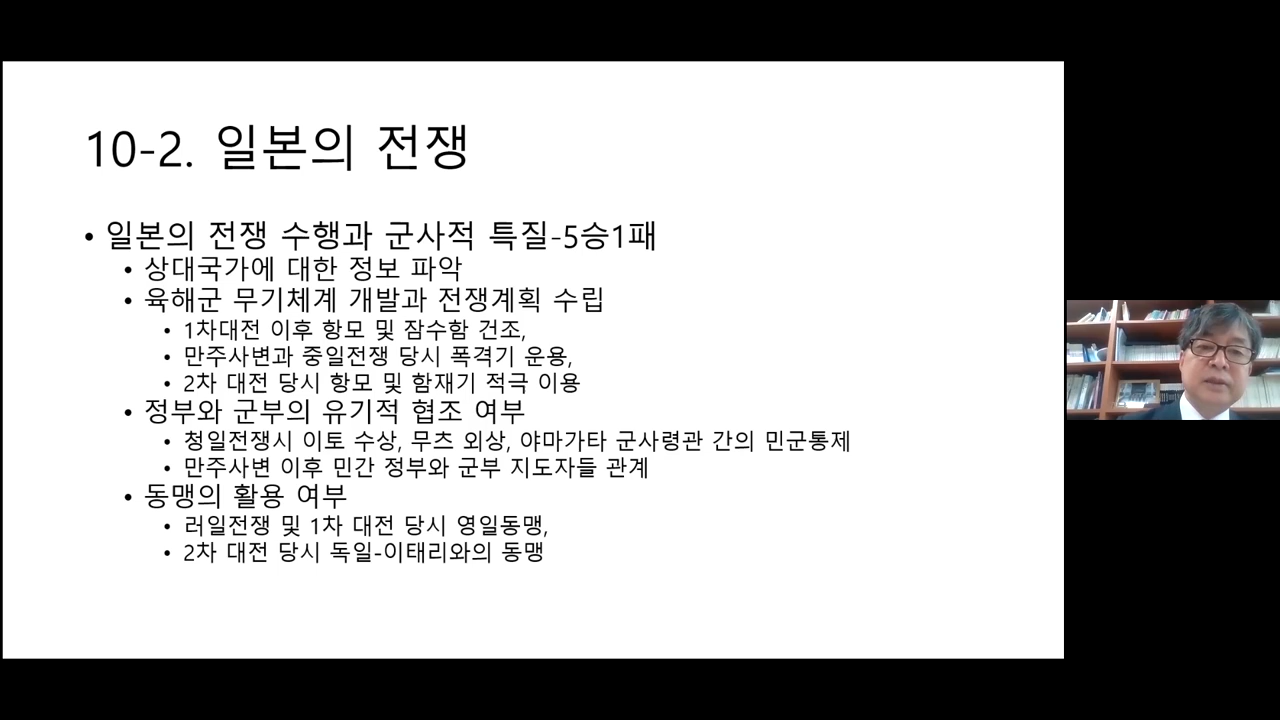 10-2. 일본의 전쟁
• 일본의 전쟁 수행과 군사적 특질-5승1패
• 상대국가에 대한 정보 파악
• 육해군 무기체계 개발과 전쟁계획 수립
• 1차대전 이후 항모 및 잠수함 건조,
• 만주사변과 중일전쟁 당시 폭격기 운용,
• 2차 대전 당시 항모 및 함재기 적극 이용
• 정부와 군부의 유기적 협조 여부
• 청일전쟁시 이토 수상, 무츠 외상, 야마가타 군사령관 간의 민군통제
• 만주사변 이후 민간 정부와 군부 지도자들 관계
• 동맹의 활용 여부
• 러일전쟁 및 1차 대전 당시 영일동맹,
• 2차 대전 당시 독일-이태리와의 동맹